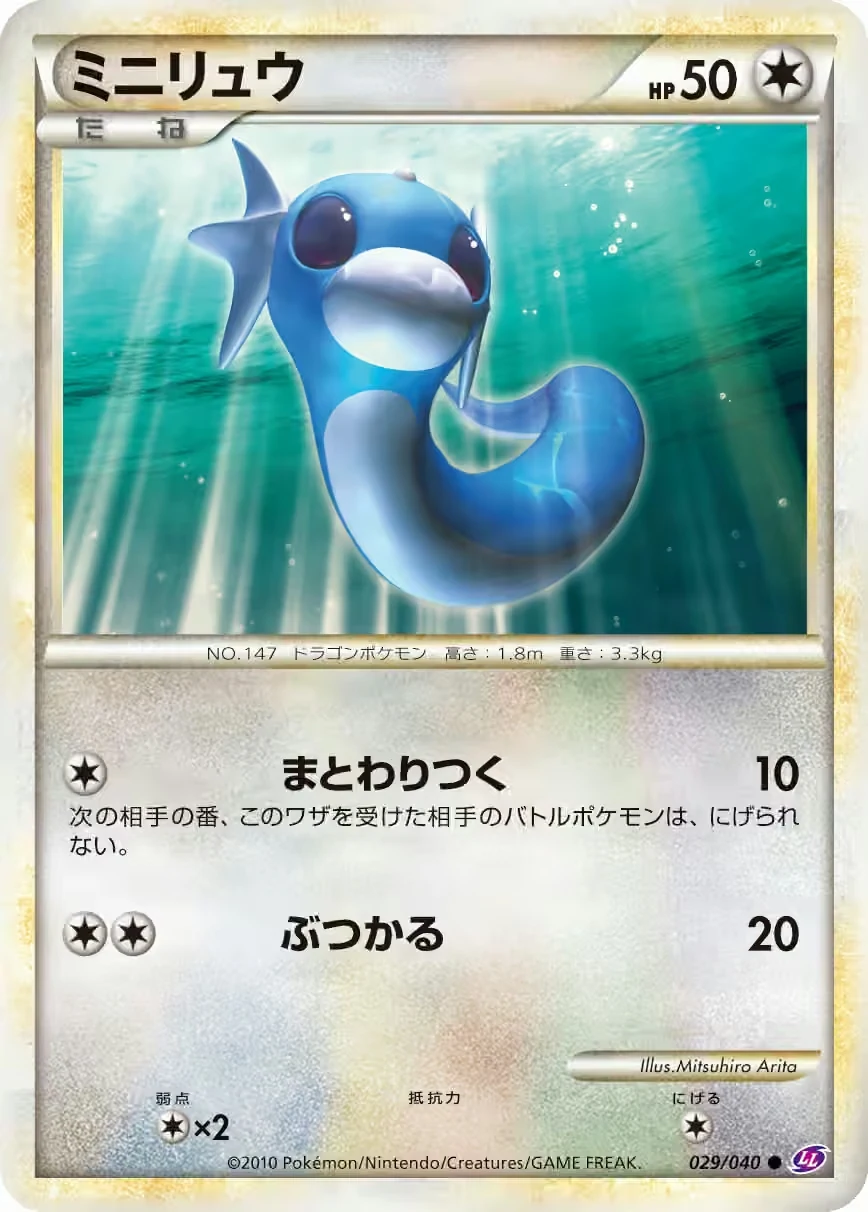 ミニリュウ HP50
たね
NO.147 ドラゴンポケモン 高さ：1.8m 重さ：3.3kg
まとわりつく 10
次の相手の番、このワザを受けた相手のバトルポケモンは、にげられ
ない。
ぶつかる 20
Illus.Mitsuhiro Arita
弱点 抵抗力 にげる
×2
©2010 Pokémon/Nintendo/Creatures/GAME FREAK. 029/040 ● LL